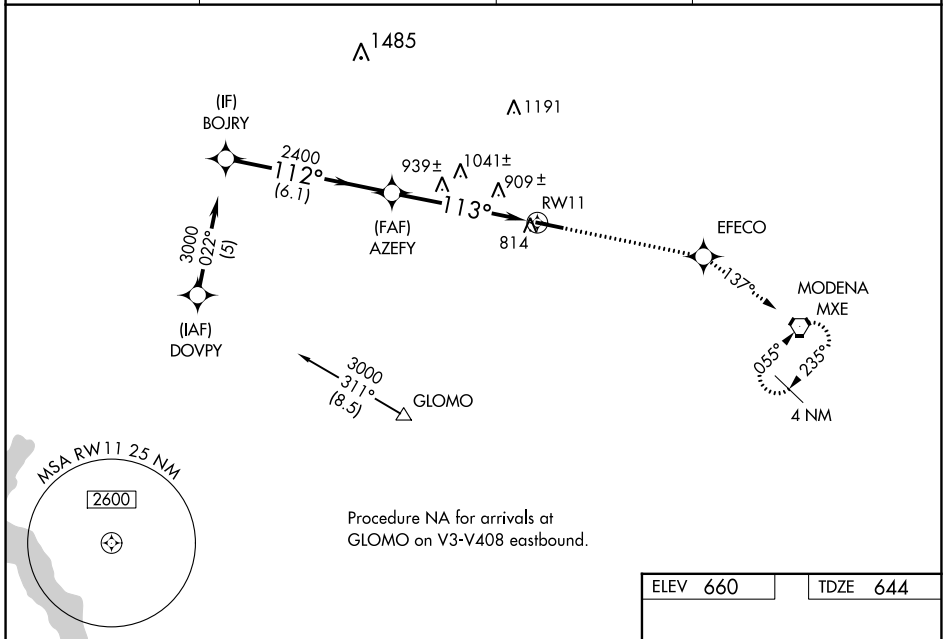 1485
1191
(IF)
BOJRY
2400
112°
(6.1)
939±
1041±
909±
113°
RW11
814
(FAF)
AZEFY
EFECO
137°
MODENA
MXE
055°
235°
4 NM
3000
022°
(5)
(IAF)
DOVPY
3000
311°
(8.5)
GLOMO
MSA RW11 25 NM
2600
Procedure NA for arrivals at
GLOMO on V3-V408 eastbound.
ELEV 660
TDZE 644